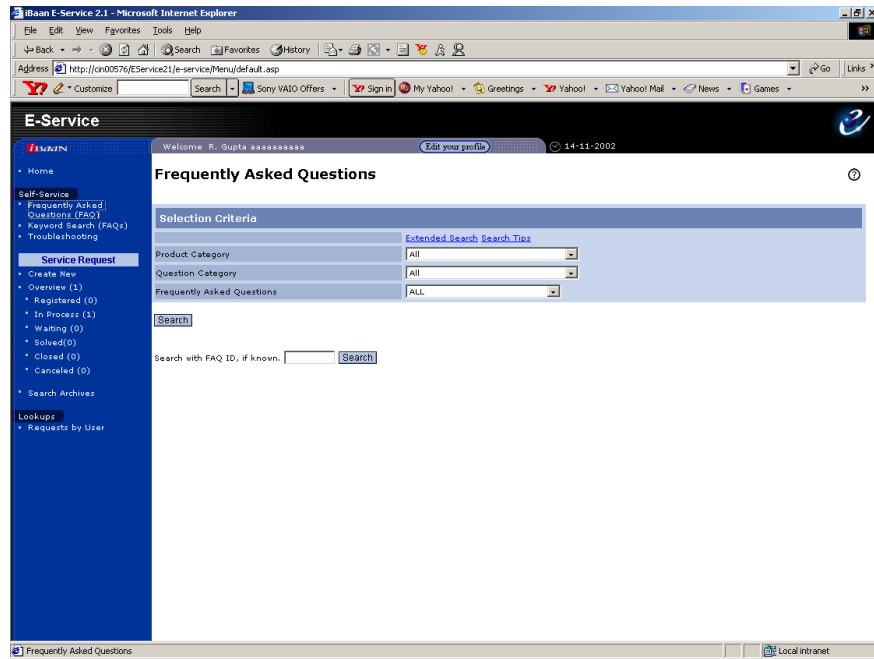 iBaan E-Service 2.1 - Microsoft Internet Explorer
File Edit View Favorites Tools Help
Back Search Favorites History
Address http://cin00576/EService21/e-service/Menu/default.asp Go Links »
Y! Customize Search Sony VAIO Offers Sign in My Yahoo! Greetings Yahoo! Yahoo! Mail News Games »
E-Service
iBaan Welcome R. Gupta aaaaaaaaaa Edit your profile 14-11-2002
Home
Frequently Asked Questions
Self-Service
Frequently Asked
Questions (FAQ)
Keyword Search (FAQs)
Troubleshooting
Service Request
Create New
Overview (1)
Registered (0)
In Process (1)
Waiting (0)
Solved(0)
Closed (0)
Canceled (0)
Search Archives
Lookups
Requests by User
Selection Criteria
Extended Search Search Tips
Product Category All
Question Category All
Frequently Asked Questions ALL
Search
Search with FAQ ID, if known. Search
Frequently Asked Questions Local intranet